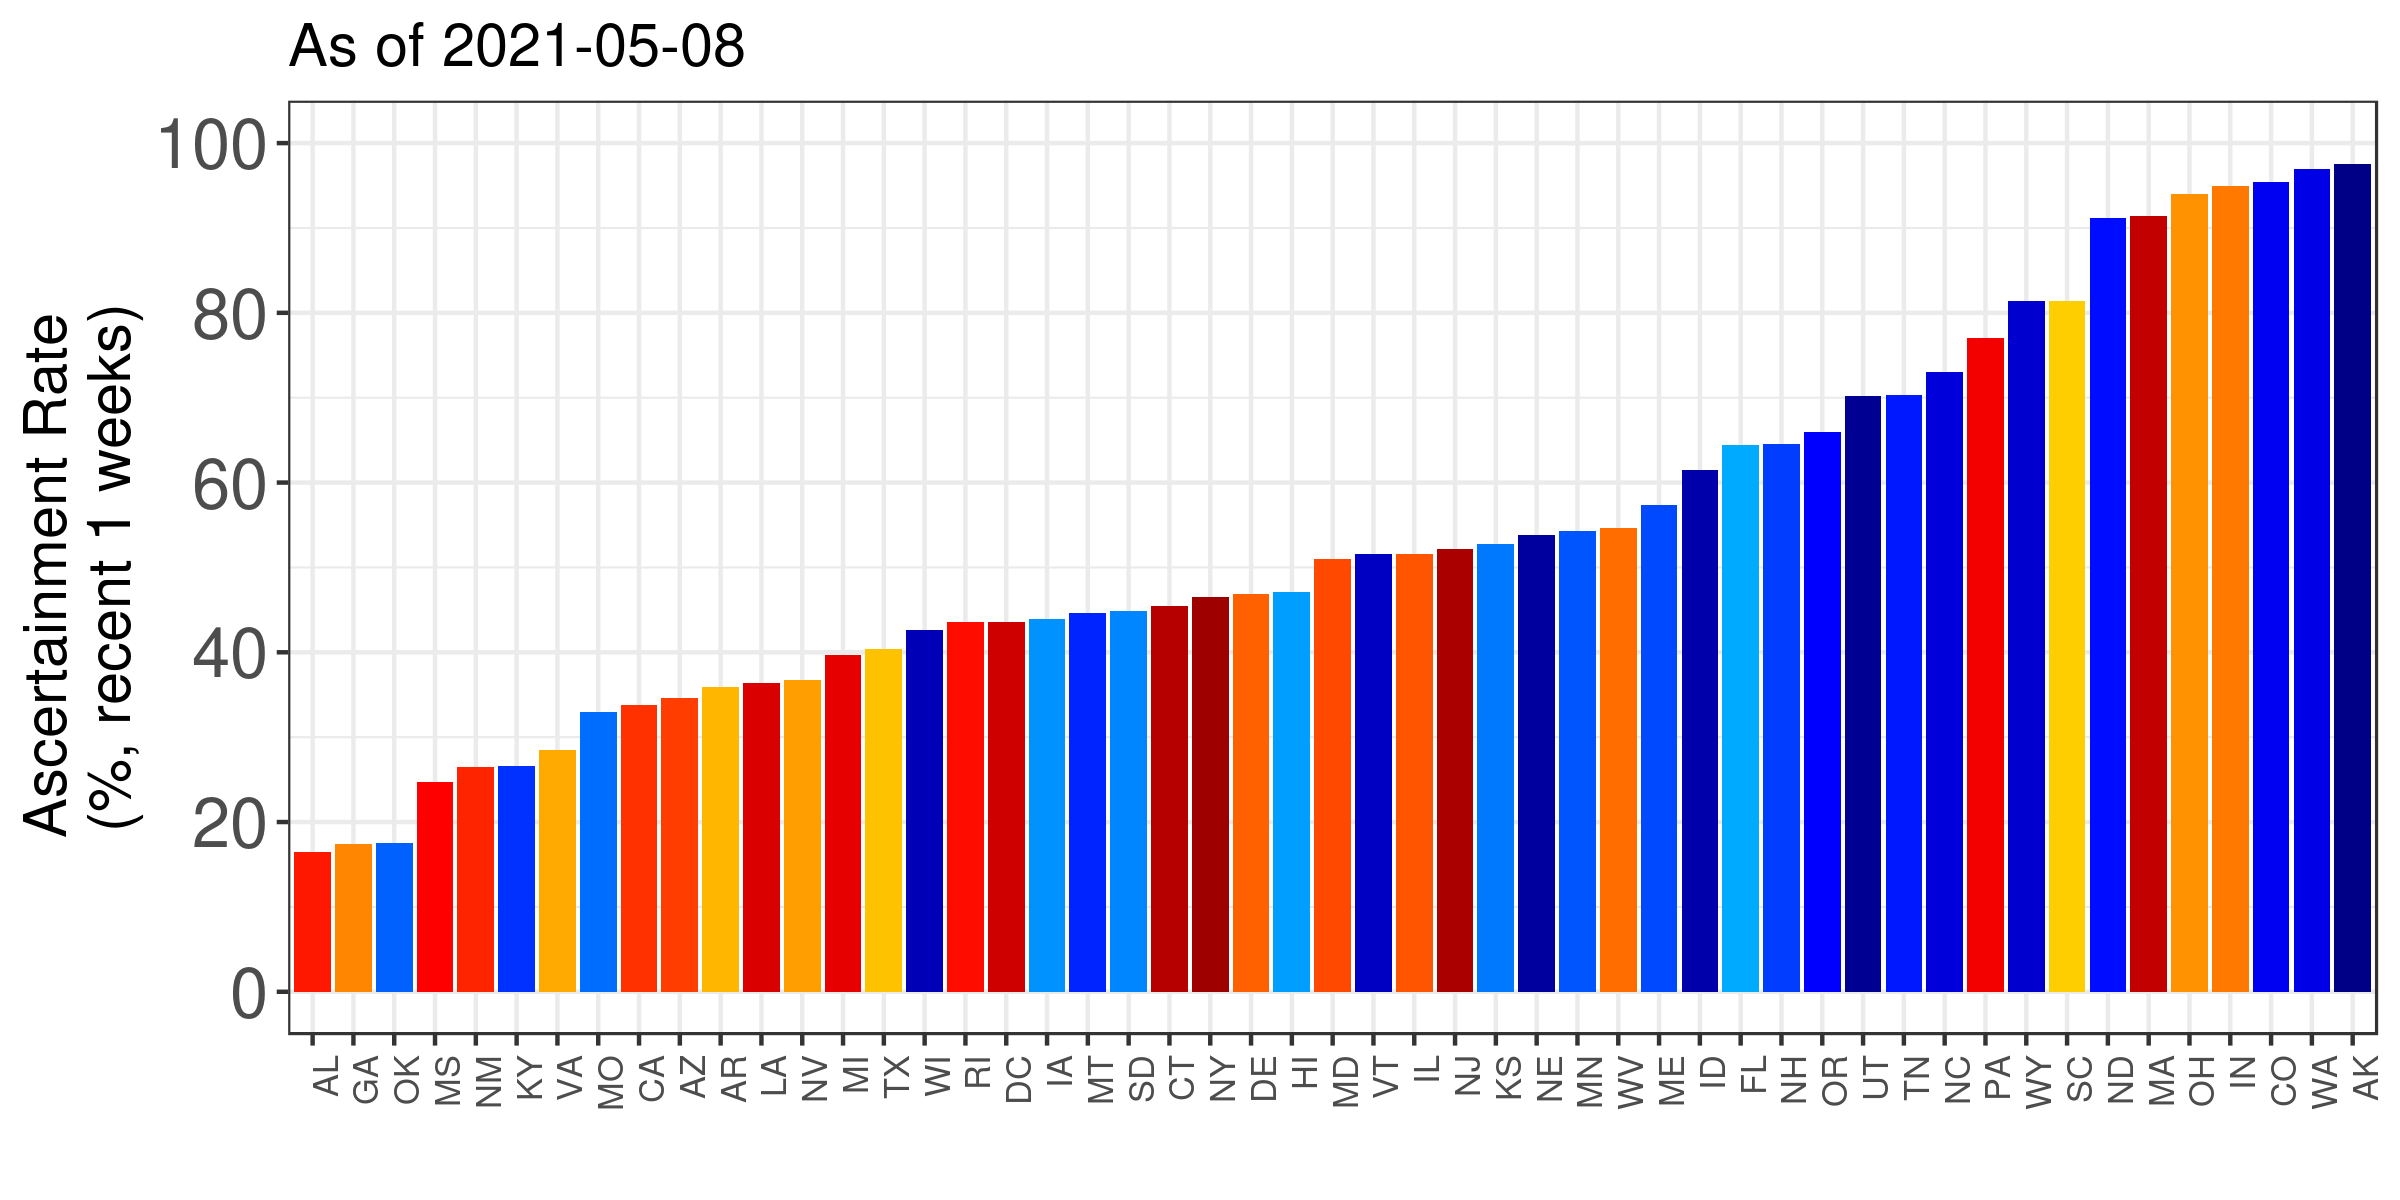 As of 2021-05-08
Ascertainment Rate
(%, recent 1 weeks)
100
80
60
40
20
0
AL GA OK MS NM KY VA MO CA AZ AR LA NV MI TX WI RI DC IA MT SD CT NY DE HI MD VT IL NJ KS NE MN WV ME ID FL NH OR UT TN NC PA WY SC ND MA OH IN CO WA AK